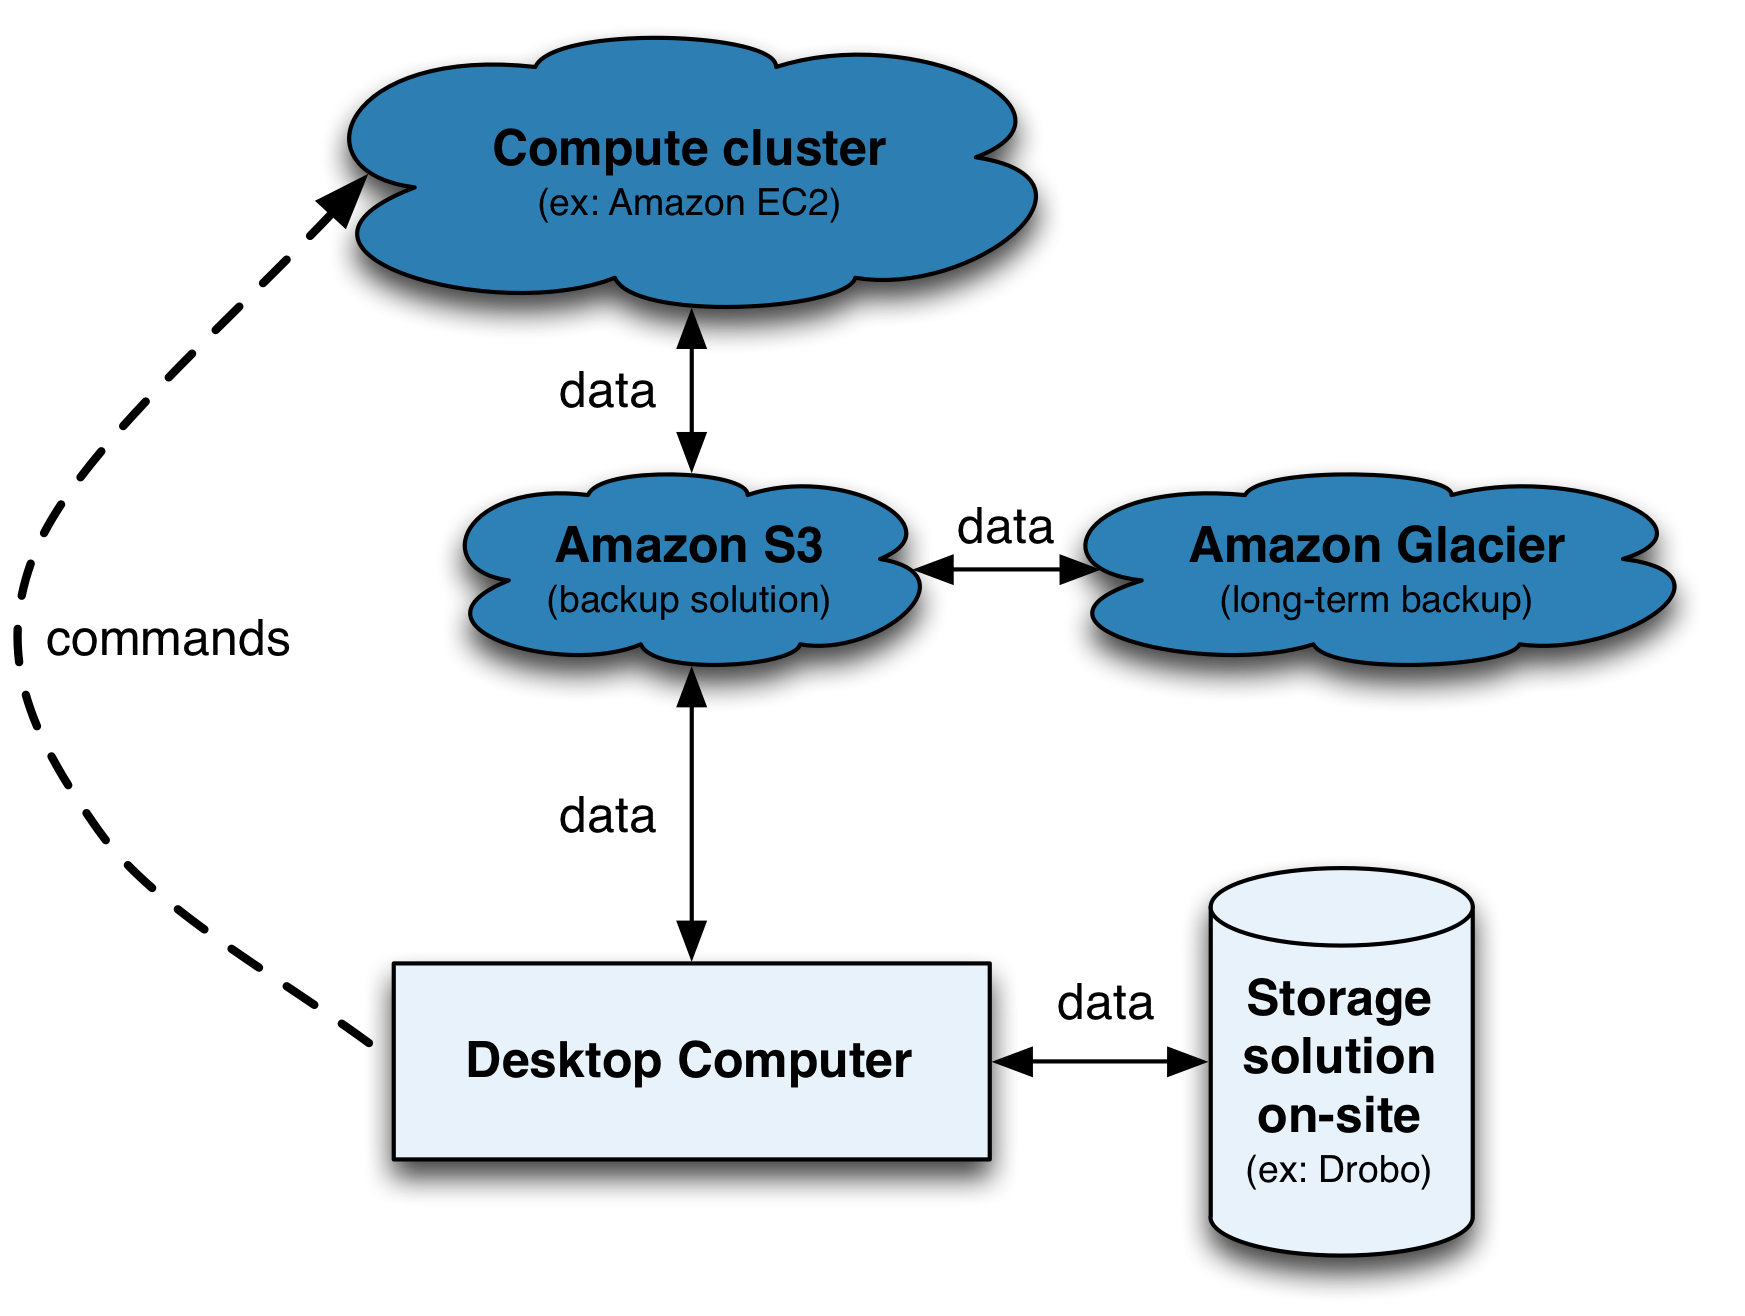 Compute cluster
(ex: Amazon EC2)
data
Amazon S3
(backup solution)
data
Amazon Glacier
(long-term backup)
commands
data
Desktop Computer
data
Storage
solution
on-site
(ex: Drobo)